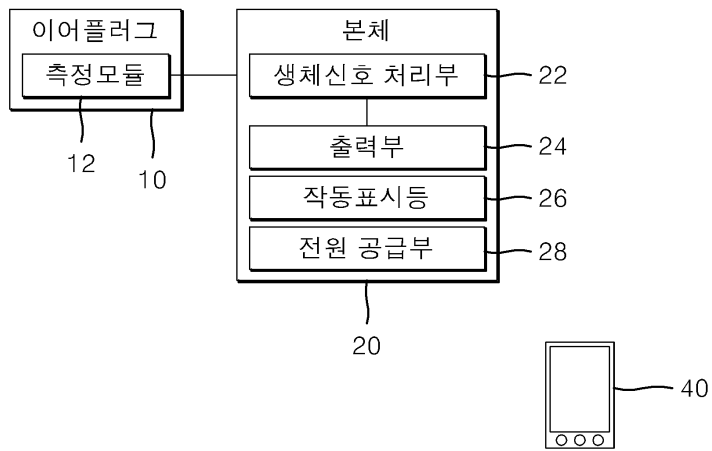 이어플러그
측정모듈
12
10
본체
생체신호 처리부
22
출력부
24
작동표시등
26
전원 공급부
28
20
40